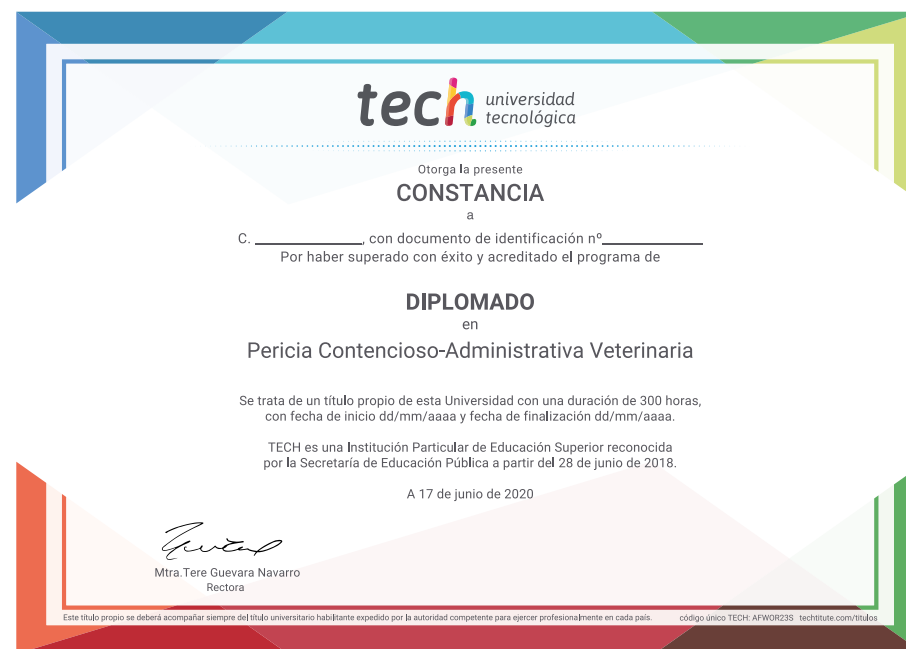 tech universidad
tecnológica
Otorga la presente
CONSTANCIA
a
C. ____________, con documento de identificación nº____________
Por haber superado con éxito y acreditado el programa de
DIPLOMADO
en
Pericia Contencioso-Administrativa Veterinaria
Se trata de un título propio de esta Universidad con una duración de 300 horas,
con fecha de inicio dd/mm/aaaa y fecha de finalización dd/mm/aaaa.
TECH es una Institución Particular de Educación Superior reconocida
por la Secretaría de Educación Pública a partir del 28 de junio de 2018.
A 17 de junio de 2020
Mtra.Tere Guevara Navarro
Rectora
Este título propio se deberá acompañar siempre del título universitario habilitante expedido por la autoridad competente para ejercer profesionalmente en cada país. código único TECH: AFWOR23S techtitute.com/titulos